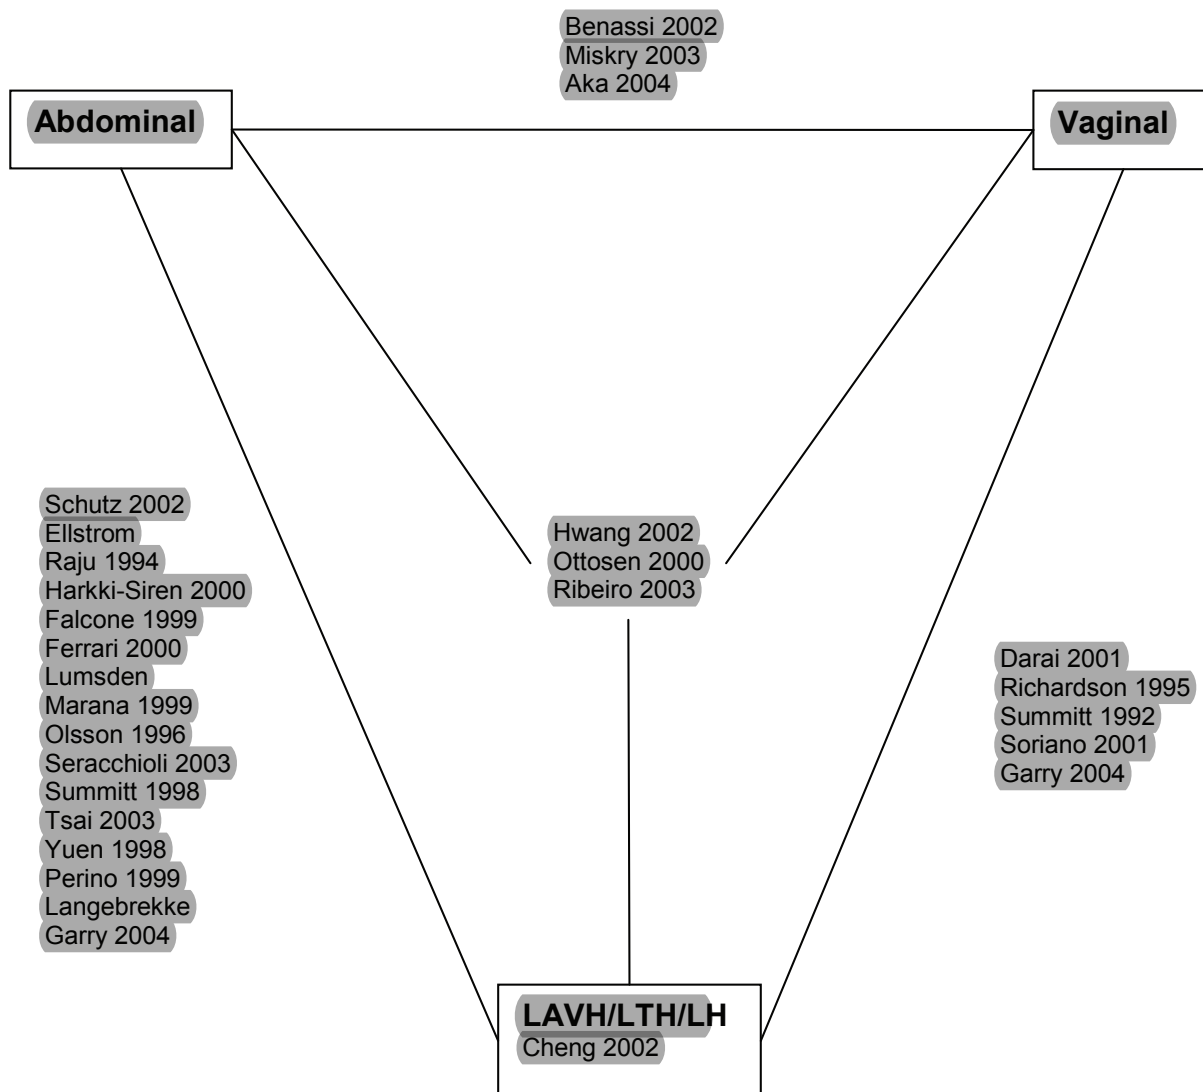 Benassi 2002
Miskry 2003
Aka 2004
Abdominal
Vaginal
Schutz 2002
Ellstrom
Raju 1994
Harkki-Siren 2000
Falcone 1999
Ferrari 2000
Lumsden
Marana 1999
Olsson 1996
Seracchioli 2003
Summitt 1998
Tsai 2003
Yuen 1998
Perino 1999
Langebrekke
Garry 2004
Hwang 2002
Ottosen 2000
Ribeiro 2003
Darai 2001
Richardson 1995
Summitt 1992
Soriano 2001
Garry 2004
LAVH/LTH/LH
Cheng 2002